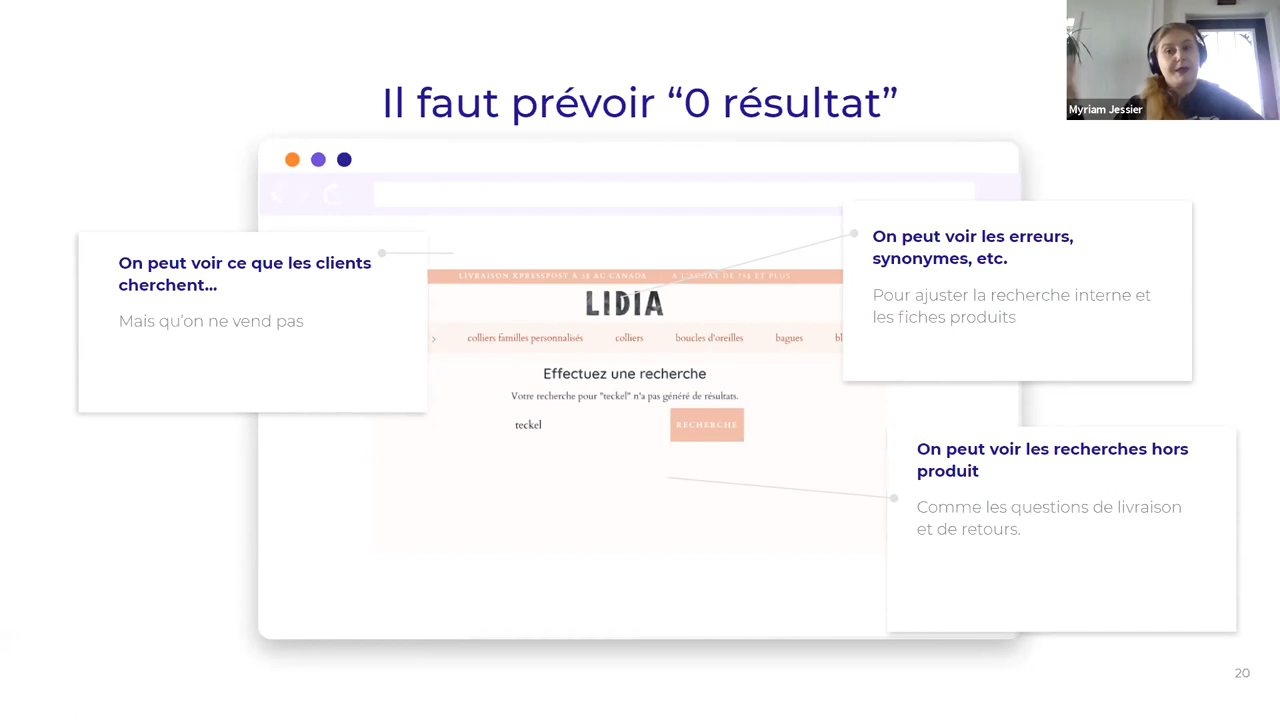 Il faut prévoir “0 résultat”
Myriam Jessier
On peut voir ce que les clients
cherchent...
Mais qu'on ne vend pas
LIVRAISON XPRESSPOST À 5$ AU CANADA
À L'ACHAT DE 75$ ET PLUS
LIDIA
colliers familles personnalisés
colliers
boucles d'oreilles
bagues
bl
Effectuez une recherche
Votre recherche pour "teckel" n'a pas généré de résultats.
teckel
RECHERCHE
On peut voir les erreurs,
synonymes, etc.
Pour ajuster la recherche interne et
les fiches produits
On peut voir les recherches hors
produit
Comme les questions de livraison
et de retours.
20